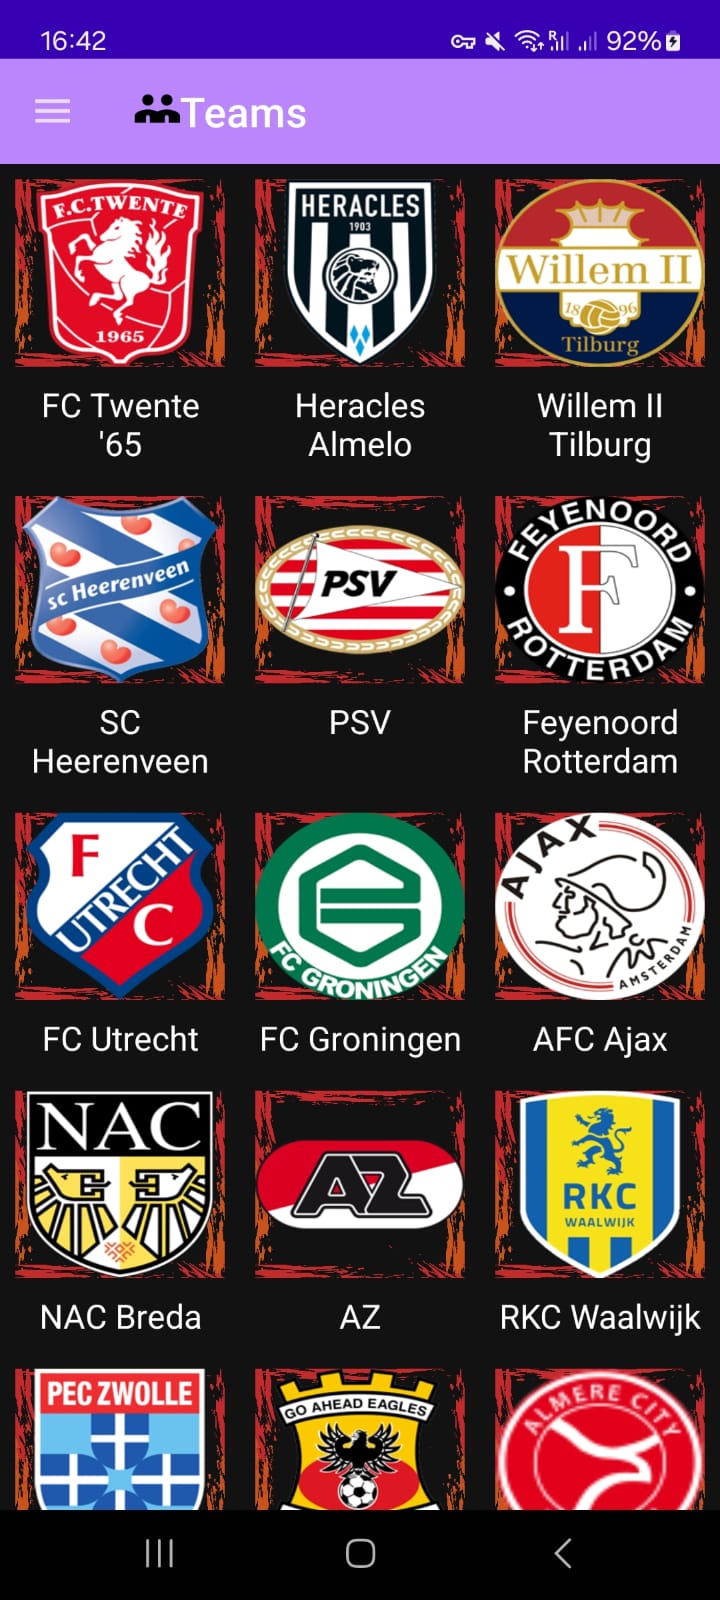 16:42
R
92%
Teams
F.C.TWENTE
1965
HERACLES
1903
Willem II
18 96
Tilburg
FC Twente
'65
Heracles
Almelo
Willem II
Tilburg
sc Heerenveen
PSV
FEYENOORD
F
ROTTERDAM
SC
Heerenveen
PSV
Feyenoord
Rotterdam
F
UTRECHT
C
FC GRONINGEN
AJAX
AMSTERDAM
FC Utrecht
FC Groningen
AFC Ajax
NAC
AZ
RKC
WAALWIJK
NAC Breda
AZ
RKC Waalwijk
PEC ZWOLLE
GO AHEAD EAGLES
ALMERE CITY